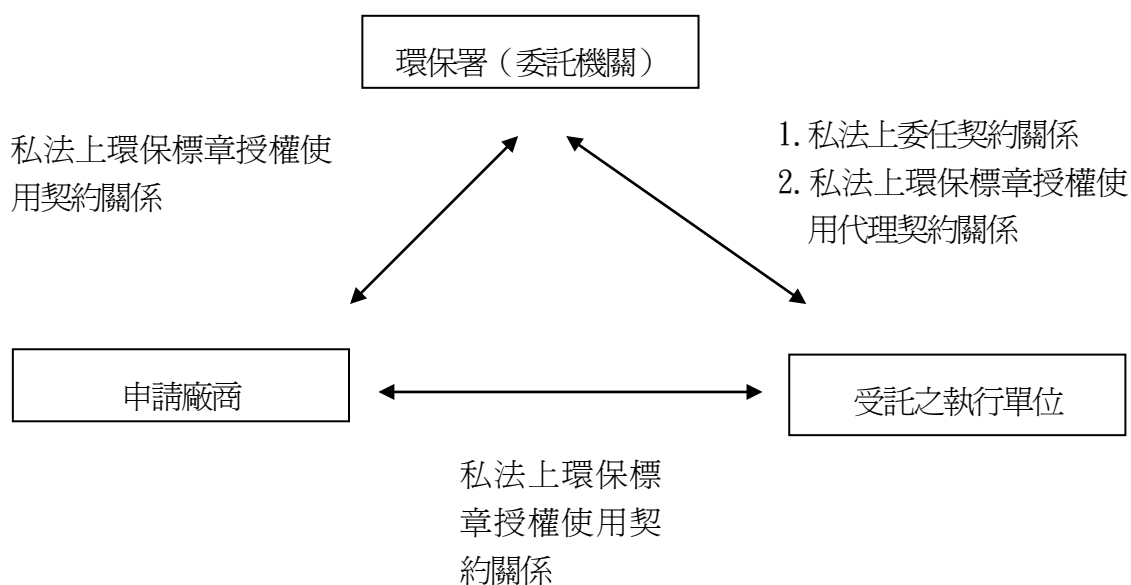 環保署（委託機關）
私法上環保標章授權使
用契約關係
1.私法上委任契約關係
2.私法上環保標章授權使
用代理契約關係
申請廠商
受託之執行單位
私法上環保標
章授權使用契
約關係